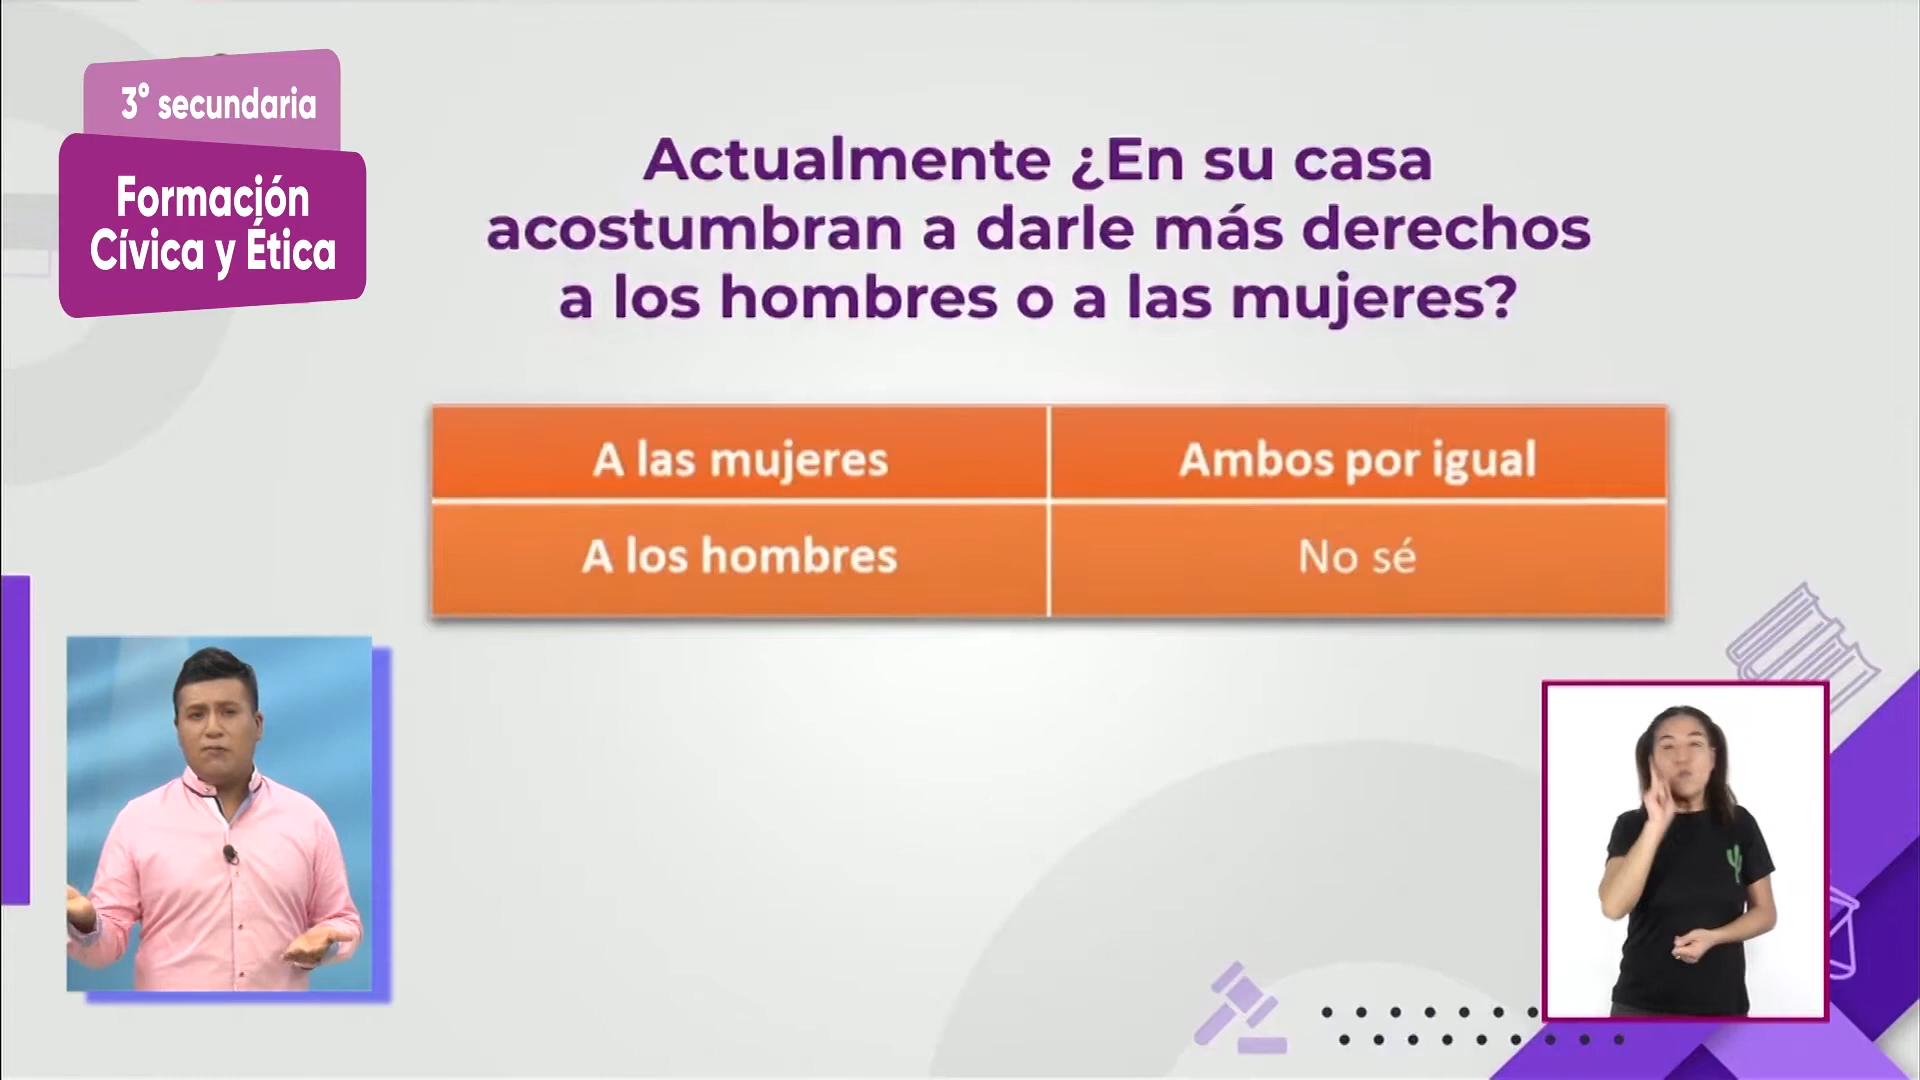 3° secundaria
Formación
Cívica y Ética
Actualmente ¿En su casa
acostumbran a darle más derechos
a los hombres o a las mujeres?
A las mujeres
Ambos por igual
A los hombres
No sé